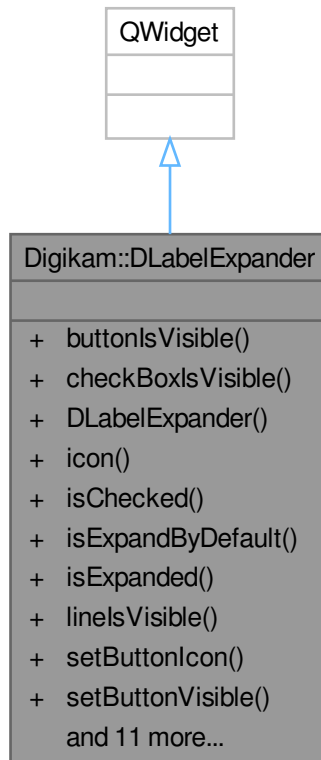 QWidget
Digikam::DLabelExpander
+ buttonIsVisible()
+ checkBoxIsVisible()
+ DLabelExpander()
+ icon()
+ isChecked()
+ isExpandByDefault()
+ isExpanded()
+ lineIsVisible()
+ setButtonIcon()
+ setButtonVisible()
and 11 more...